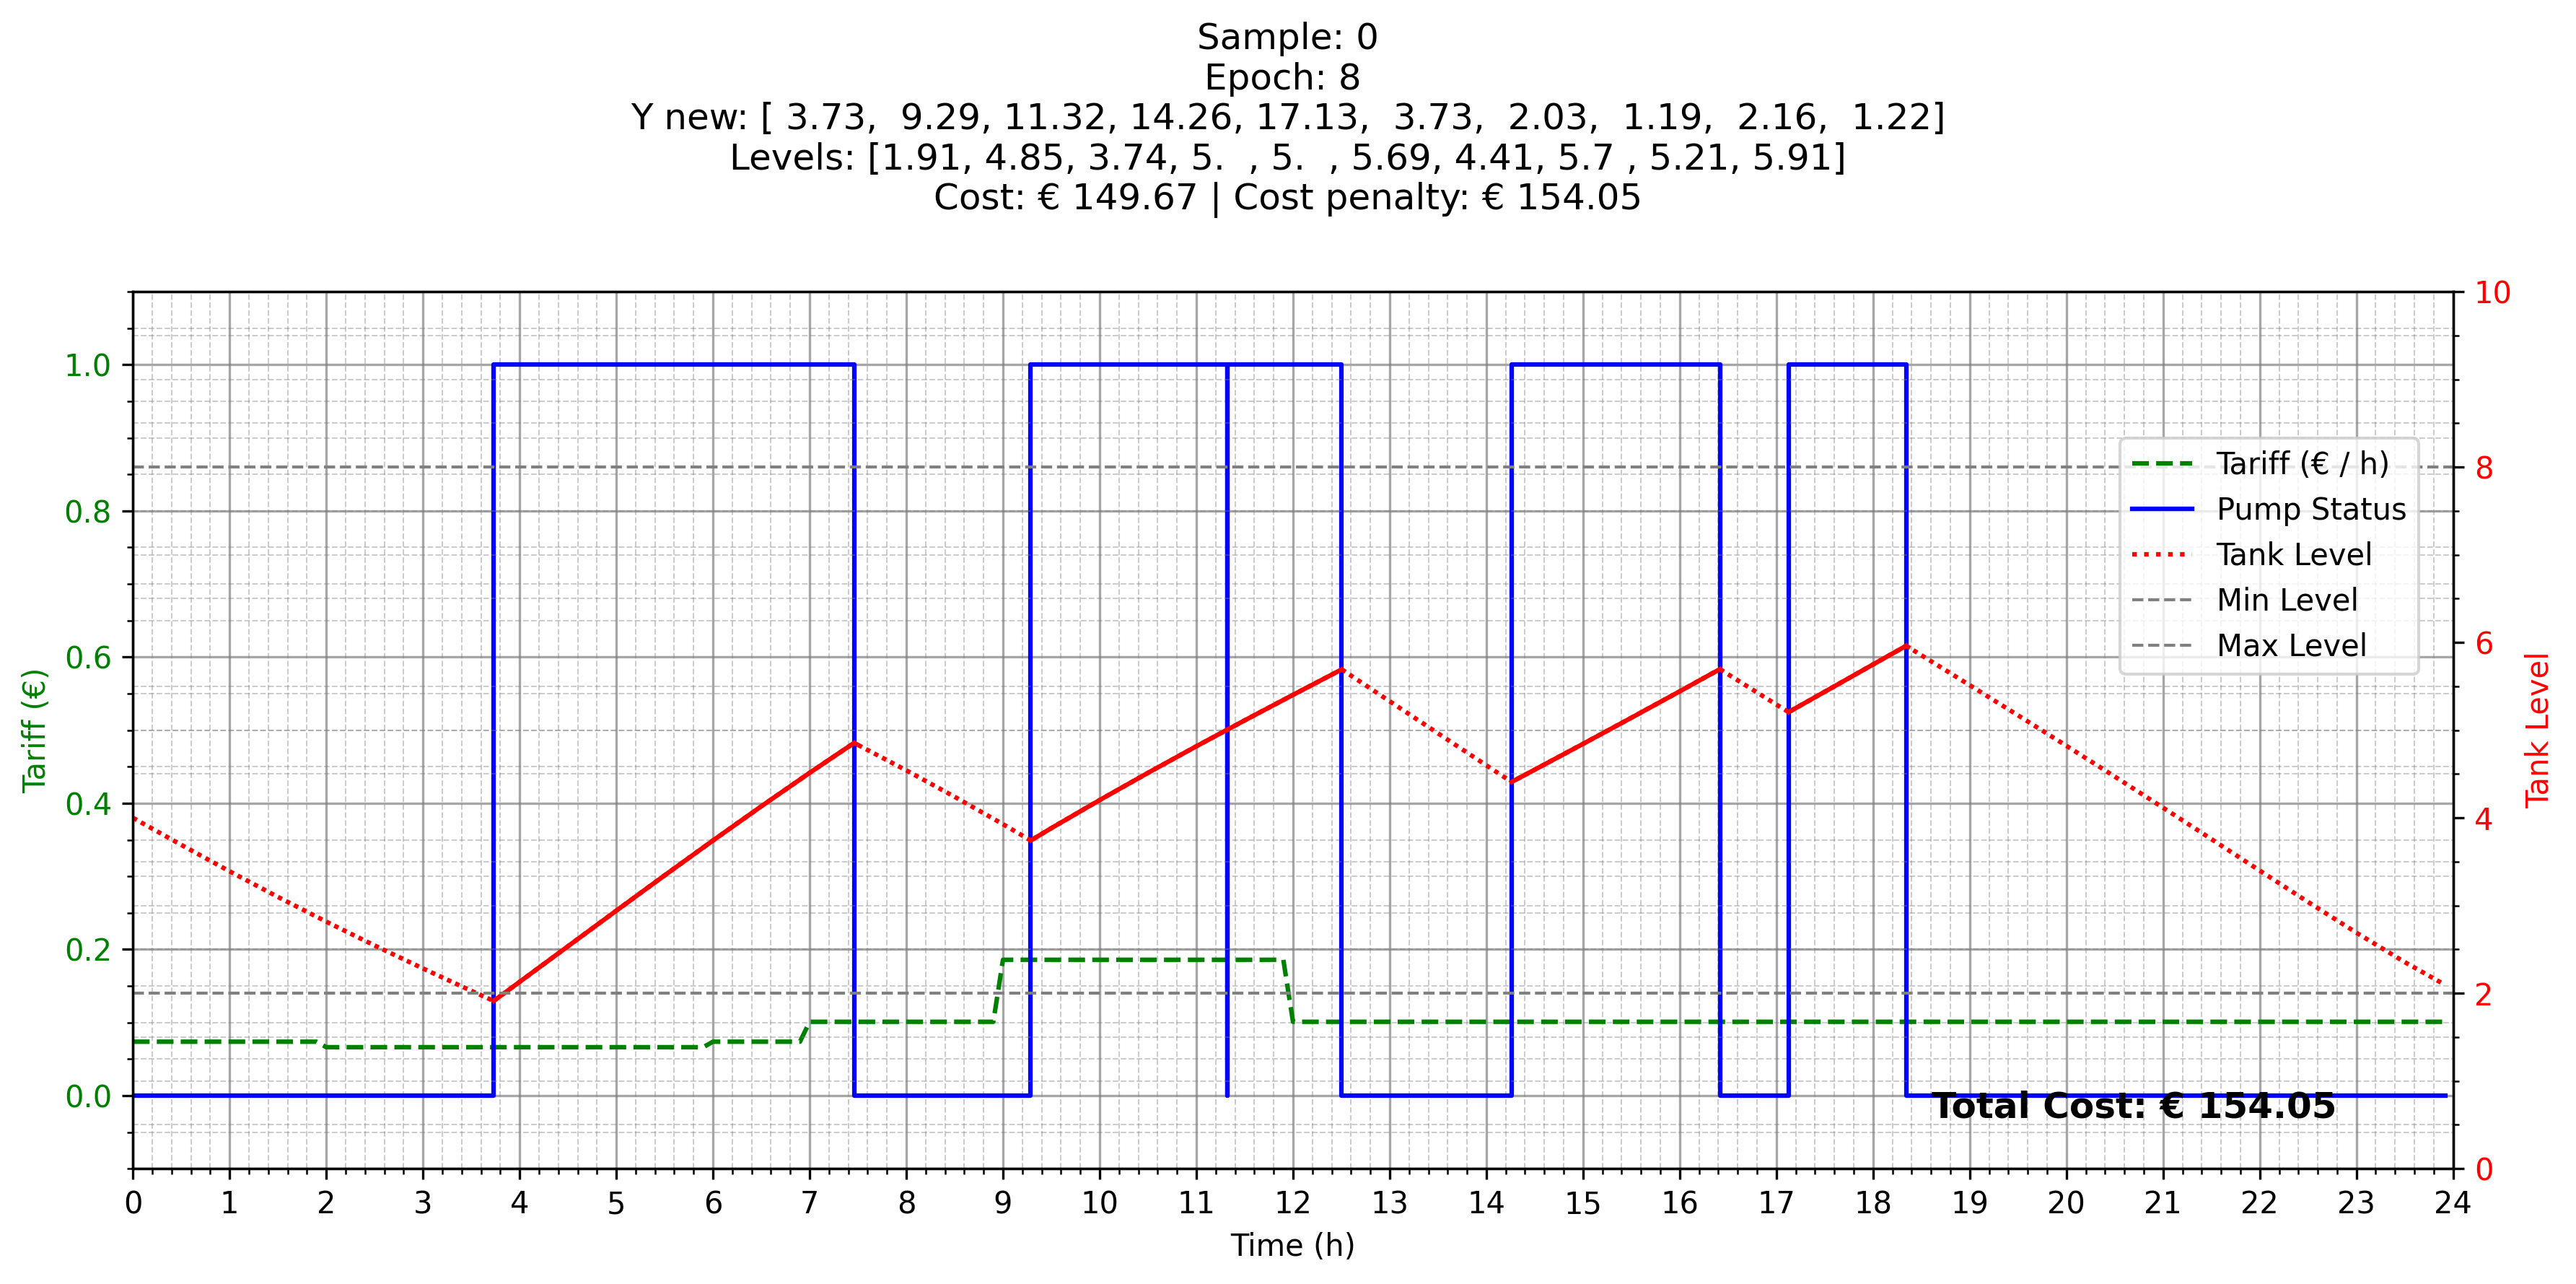 Sample: 0
Epoch: 8
Y new: [ 3.73,  9.29, 11.32, 14.26, 17.13,  3.73,  2.03,  1.19,  2.16,  1.22]
Levels: [1.91, 4.85, 3.74, 5.  , 5.  , 5.69, 4.41, 5.7 , 5.21, 5.91]
Cost: € 149.67 | Cost penalty: € 154.05
1.0
0.8
0.6
0.4
0.2
0.0
Tariff (€)
10
8
6
4
2
0
Tank Level
Tariff (€ / h)
Pump Status
Tank Level
Min Level
Max Level
Total Cost: € 154.05
0 1 2 3 4 5 6 7 8 9 10 11 12 13 14 15 16 17 18 19 20 21 22 23 24
Time (h)